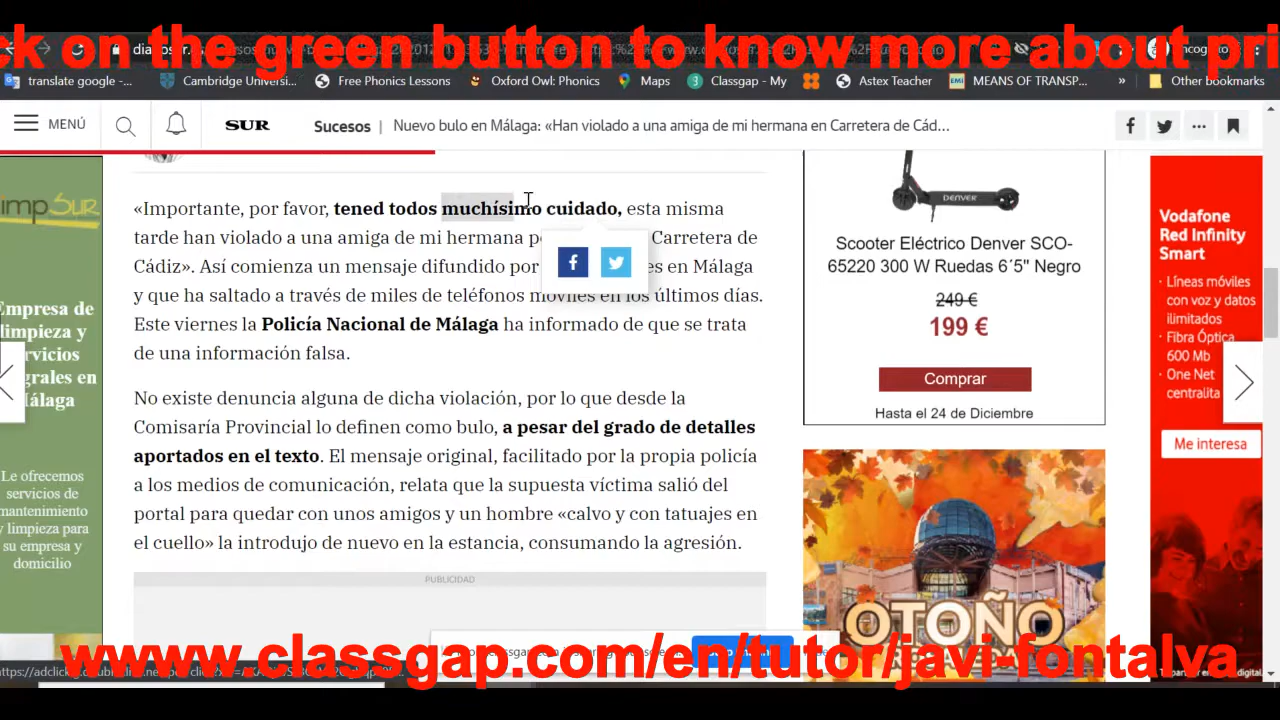 ck on the green button to know more about pri
translate google -...
Cambridge Universi...
Free Phonics Lessons
Oxford Owl: Phonics
Maps
Classgap - My
Astex Teacher
MEANS OF TRANSP...
»
Other bookmarks
MENÚ
SUR
Sucesos | Nuevo bulo en Málaga: «Han violado a una amiga de mi hermana en Carretera de Cád...
«Importante, por favor, tened todos muchísimo cuidado, esta misma
tarde han violado a una amiga de mi hermana Carretera de
Cádiz». Así comienza un mensaje difundido por es en Málaga
y que ha saltado a través de miles de teléfonos móviles en los últimos días.
Este viernes la Policía Nacional de Málaga ha informado de que se trata
de una información falsa.
No existe denuncia alguna de dicha violación, por lo que desde la
Comisaría Provincial lo definen como bulo, a pesar del grado de detalles
aportados en el texto. El mensaje original, facilitado por la propia policía
a los medios de comunicación, relata que la supuesta víctima salió del
portal para quedar con unos amigos y un hombre «calvo y con tatuajes en
el cuello» la introdujo de nuevo en la estancia, consumando la agresión.
PUBLICIDAD
impSur
Empresa de
limpieza y
servicios
egrales en
Málaga
Le ofrecemos
servicios de
mantenimiento
y limpieza para
su empresa y
domicilio
DENVER
Scooter Eléctrico Denver SCO-
65220 300 W Ruedas 6´5" Negro
249 €
199 €
Comprar
Hasta el 24 de Diciembre
OTOÑO
Vodafone
Red Infinity
Smart
Líneas móviles
con voz y datos
ilimitados
Fibra Óptica
600 Mb
One Net
centralita
Me interesa
www.classgap.com/en/tutor/javi-fontalva